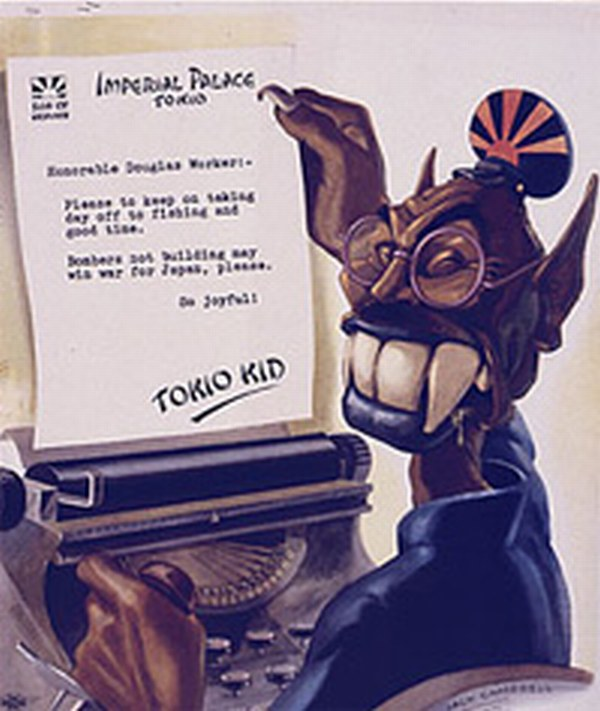 IMPERIAL PALACE
TOKIO
SON OF
HEAVEN
Honorable Douglas Worker:-
Please to keep on taking
day off to fishing and
good time.
Bombers not building may
win war for Japan, please.
So joyful!
TOKIO KID
JACK CAMPBELL